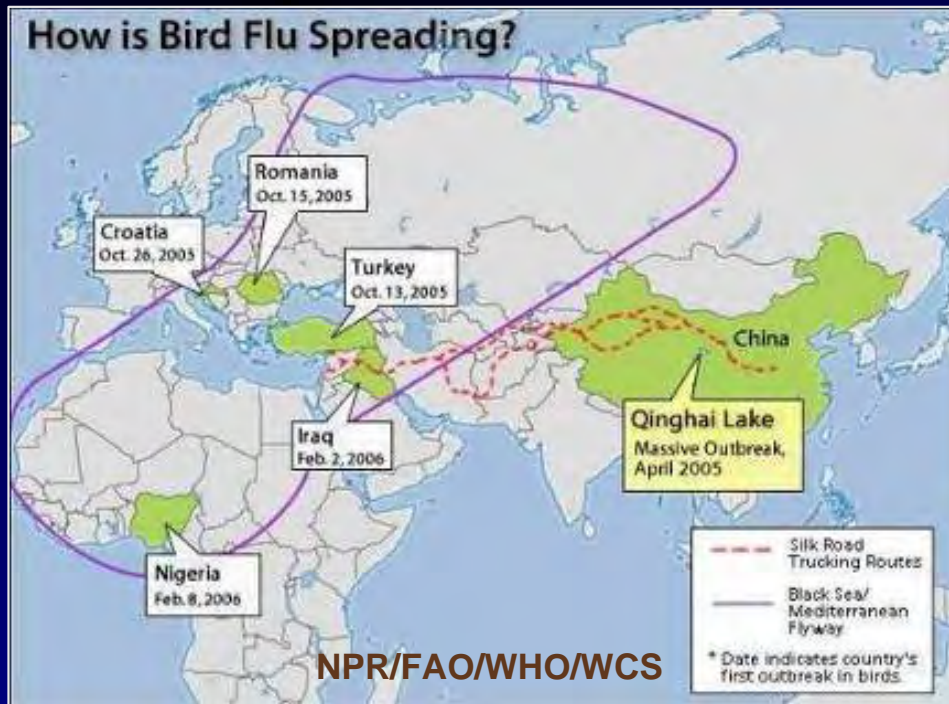 How is Bird Flu Spreading?
Romania
Oct. 15, 2005
Croatia
Oct. 26, 2005
Turkey
Oct. 13, 2005
China
Qinghai Lake
Massive Outbreak,
April 2005
Iraq
Feb. 2, 2006
Nigeria
Feb. 8, 2006
Silk Road
Trucking Routes
Black Sea/
Mediterranean
Flyway
* Date indicates country's
first outbreak in birds.
NPR/FAO/WHO/WCS